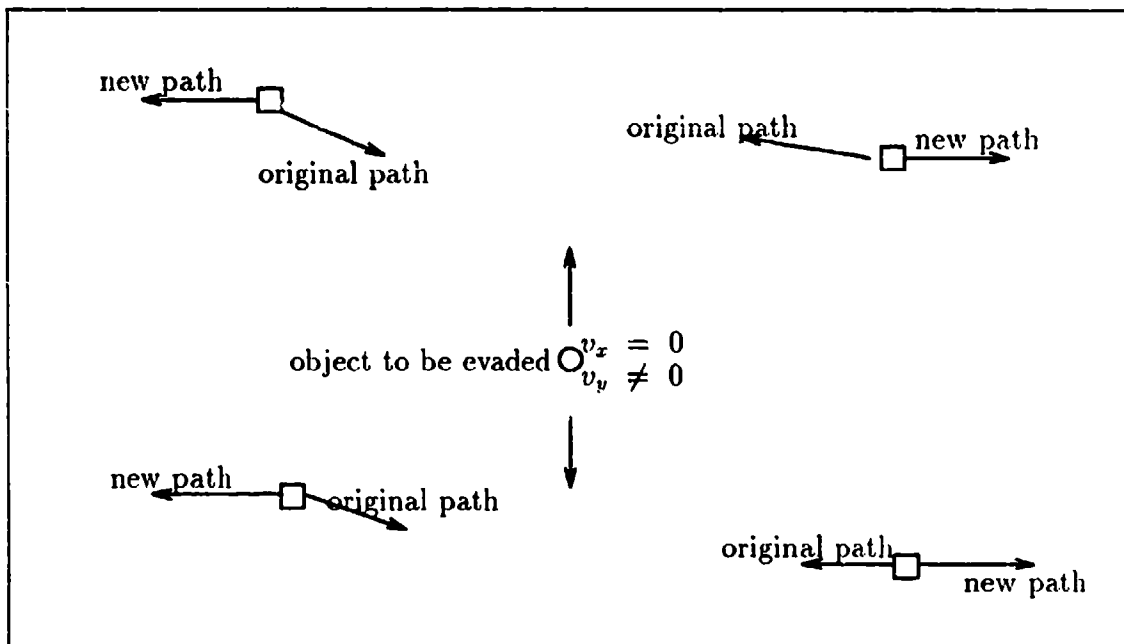 new path
original path
original path
new path
object to be evaded
v_x = 0
v_y ≠ 0
new path
original path
original path
new path